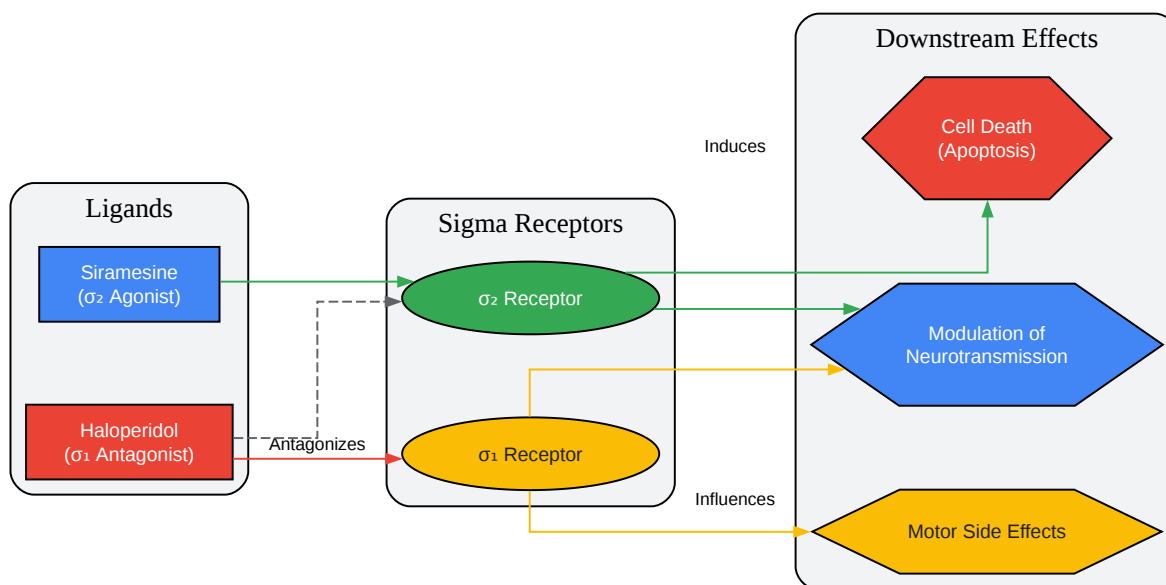 Ligands
Siramesine
(σ₂ Agonist)
Haloperidol
(σ₁ Antagonist)
Antagonizes
Sigma Receptors
σ₂ Receptor
σ₁ Receptor
Induces
Influences
Downstream Effects
Cell Death
(Apoptosis)
Modulation of
Neurotransmission
Motor Side Effects